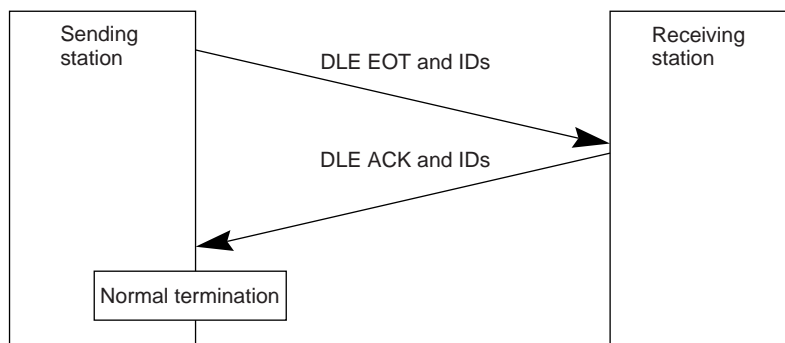 Sending
station
Receiving
station
DLE EOT and IDs
DLE ACK and IDs
Normal termination